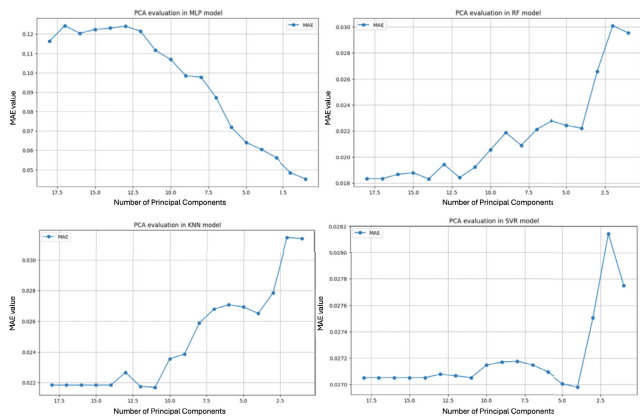 PCA evaluation in MLP model
MAE
MAE value
0.12
0.11
0.10
0.09
0.08
0.07
0.06
0.05
17.5 15.0 12.5 10.0 7.5 5.0 2.5
Number of Principal Components
PCA evaluation in RF model
MAE
MAE value
0.030
0.028
0.026
0.024
0.022
0.020
0.018
17.5 15.0 12.5 10.0 7.5 5.0 2.5
Number of Principal Components
PCA evaluation in KNN model
MAE
MAE value
0.030
0.028
0.026
0.024
0.022
17.5 15.0 12.5 10.0 7.5 5.0 2.5
Number of Principal Components
PCA evaluation in SVR model
MAE
MAE value
0.0282
0.0280
0.0278
0.0276
0.0274
0.0272
0.0270
17.5 15.0 12.5 10.0 7.5 5.0 2.5
Number of Principal Components